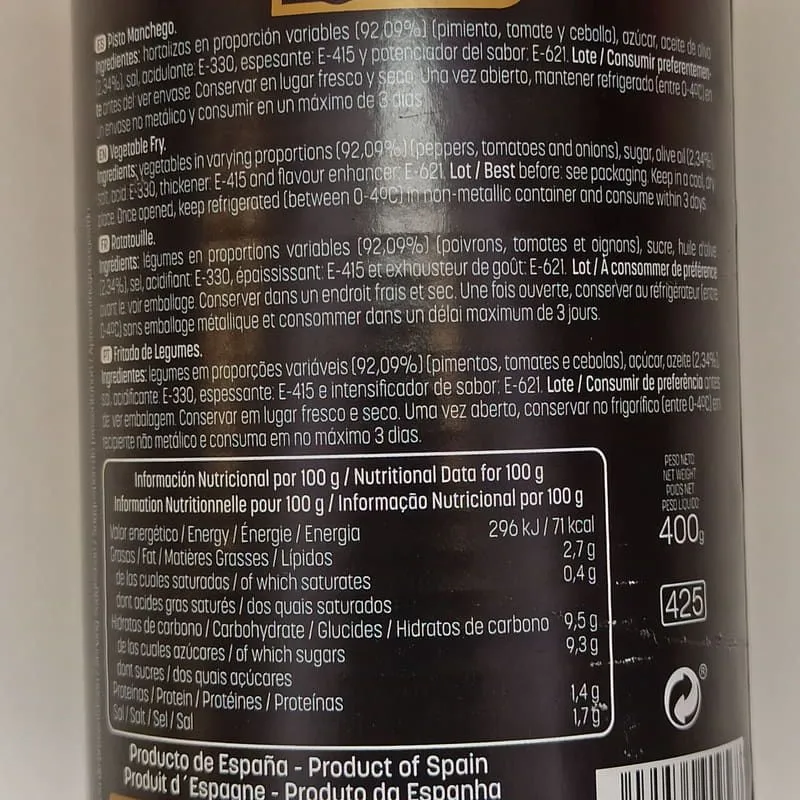 ES Pisto Manchego.
Ingredientes: hortalizas en proporción variables (92,09%) (pimiento, tomate y cebolla), azúcar, aceite de oliva
(2,34%), sal, acidulante: E-330, espesante: E-415 y potenciador del sabor: E-621. Lote / Consumir preferentemen-
te antes del: ver envase. Conservar en lugar fresco y seco. Una vez abierto, mantener refrigerado (entre 0-4ºC) en
un envase no metálico y consumir en un máximo de 3 días.
EN Vegetable Fry.
Ingredients: vegetables in varying proportions (92,09%) (peppers, tomatoes and onions), sugar, olive oil (2,34%),
salt, acid: E-330, thickener: E-415 and flavour enhancer: E-621. Lot / Best before: see packaging. Keep in a cool, dry
place. Once opened, keep refrigerated (between 0-4ºC) in non-metallic container and consume within 3 days.
FR Ratatouille.
Ingrédients: légumes en proportions variables (92,09%) (poivrons, tomates et oignons), sucre, huile d'olive
(2,34%), sel, acidifiant: E-330, épaississant: E-415 et exhausteur de goût: E-621. Lot / À consommer de préférence
avant le: voir emballage. Conserver dans un endroit frais et sec. Une fois ouverte, conserver au réfrigérateur (entre
0-4ºC) sans emballage métallique et consommer dans un délai maximum de 3 jours.
PT Fritada de Legumes.
Ingredientes: legumes em proporções variáveis (92,09%) (pimentos, tomates e cebolas), açúcar, azeite (2,34%),
sal, acidificante: E-330, espessante: E-415 e intensificador de sabor: E-621. Lote / Consumir de preferência antes
de: ver embalagem. Conservar em lugar fresco e seco. Uma vez aberto, conservar no frigorífico (entre 0-4ºC) em
recipiente não metálico e consuma em no máximo 3 dias.
Información Nutricional por 100 g / Nutritional Data for 100 g
Information Nutritionnelle pour 100 g / Informação Nutricional por 100 g
Valor energético / Energy / Énergie / Energia 296 kJ / 71 kcal
Grasas / Fat / Matières Grasses / Lípidos 2,7 g
de las cuales saturadas / of which saturates 0,4 g
dont acides gras saturés / dos quais saturados
Hidratos de carbono / Carbohydrate / Glucides / Hidratos de carbono 9,5 g
de las cuales azúcares / of which sugars 9,3 g
dont sucres / dos quais açúcares
Proteínas / Protein / Protéines / Proteínas 1,4 g
Sal / Salt / Sel / Sal 1,7 g
PESO NETO
NET WEIGHT
POIDS NET
PESO LÍQUIDO
400g
425
®
Producto de España - Product of Spain
Produit d´Espagne - Produto da Espanha